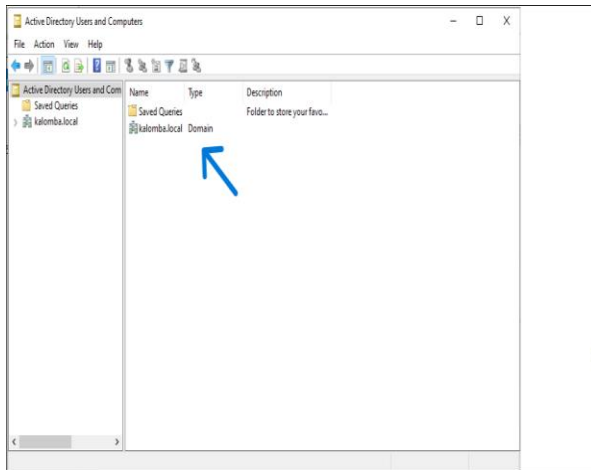 Active Directory Users and Computers
File Action View Help
Active Directory Users and Com
Saved Queries
kalomba.local
Name Type Description
Saved Queries Folder to store your favo...
kalomba.local Domain